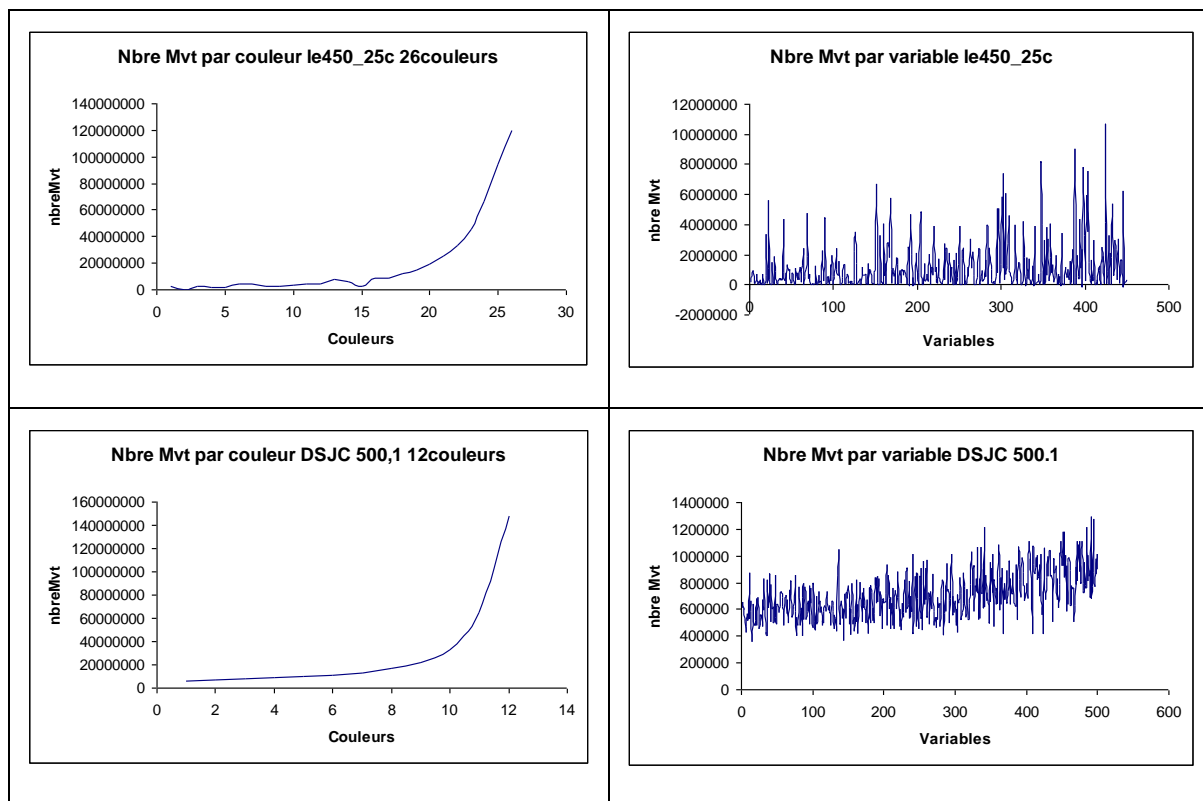 Nbre Mvt par couleur le450_25c 26couleurs
nbreMvt
140000000
120000000
100000000
80000000
60000000
40000000
20000000
0
0 5 10 15 20 25 30
Couleurs
Nbre Mvt par variable le450_25c
nbre Mvt
12000000
10000000
8000000
6000000
4000000
2000000
0
-2000000
0 100 200 300 400 500
Variables
Nbre Mvt par couleur DSJC 500,1 12couleurs
nbreMvt
160000000
140000000
120000000
100000000
80000000
60000000
40000000
20000000
0
0 2 4 6 8 10 12 14
Couleurs
Nbre Mvt par variable DSJC 500.1
nbre Mvt
1400000
1200000
1000000
800000
600000
400000
200000
0
0 100 200 300 400 500 600
Variables